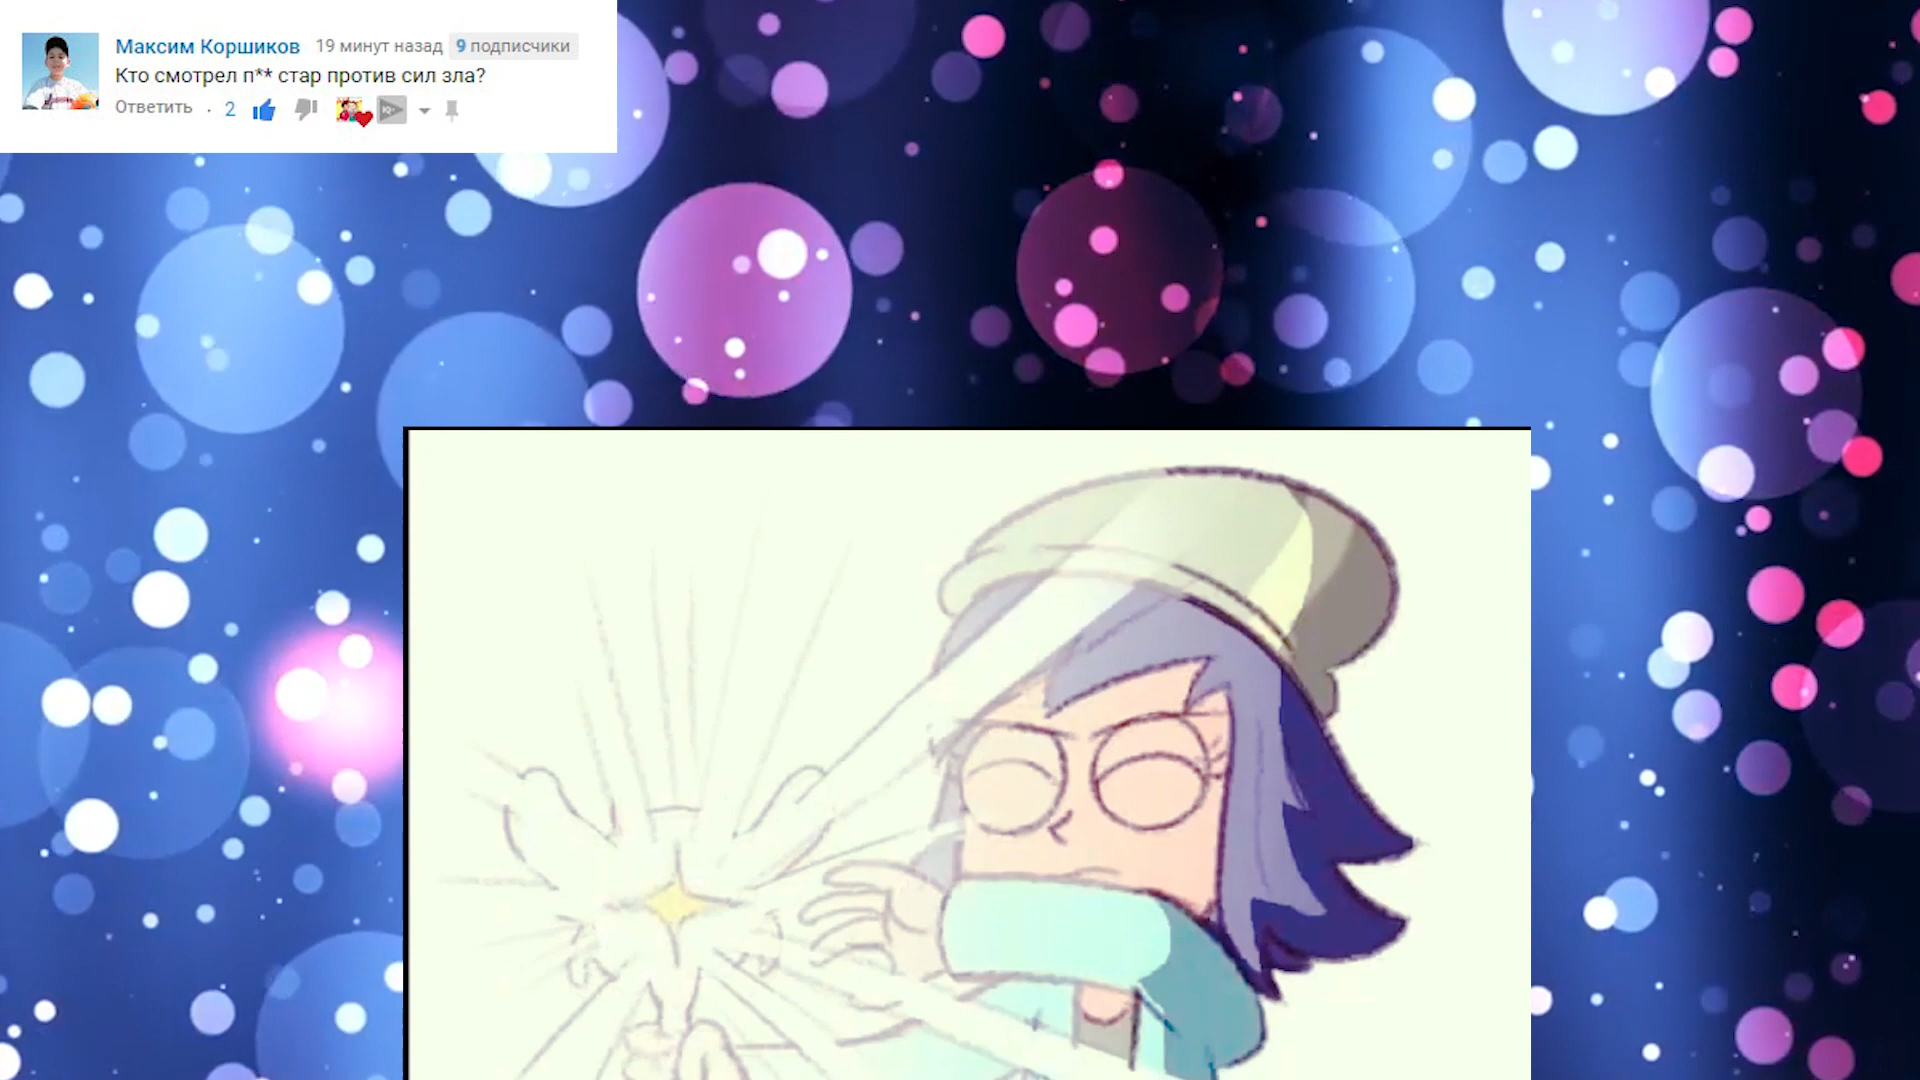 Максим Коршиков 19 минут назад 9 подписчики
Кто смотрел п** стар против сил зла?
Ответить · 2